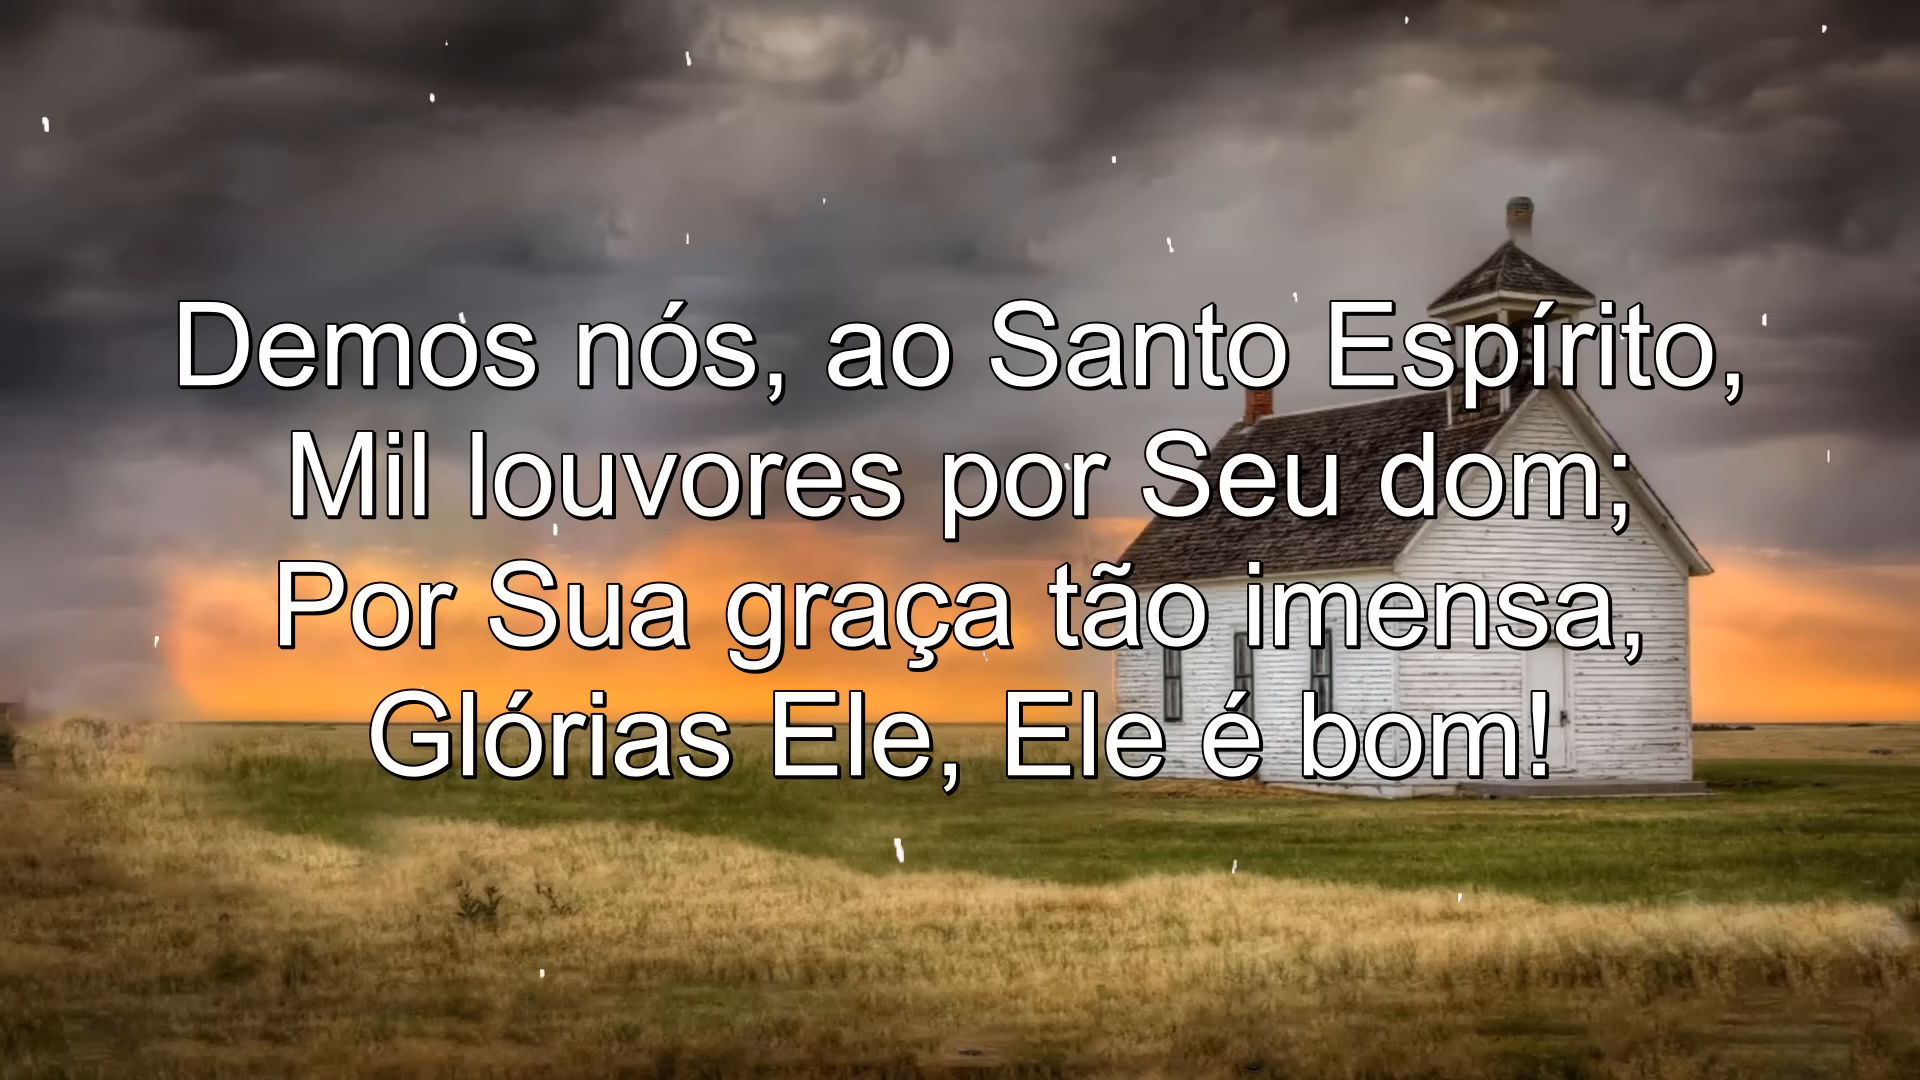 Demos nós, ao Santo Espírito,
Mil louvores por Seu dom;
Por Sua graça tão imensa,
Glórias Ele, Ele é bom!